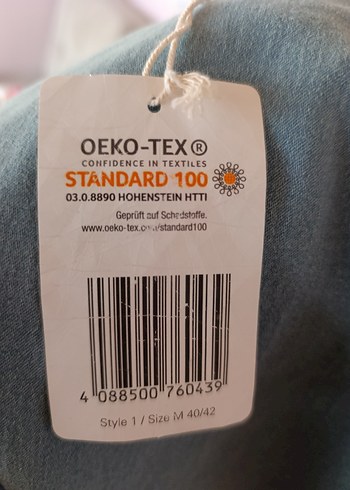 OEKO-TEX®
CONFIDENCE IN TEXTILES
STANDARD 100
03.0.8890 HOHENSTEIN HTTI
Geprüft auf Schadstoffe.
www.oeko-tex.com/standard100
4 088500 760439
Style 1 / Size M 40/42